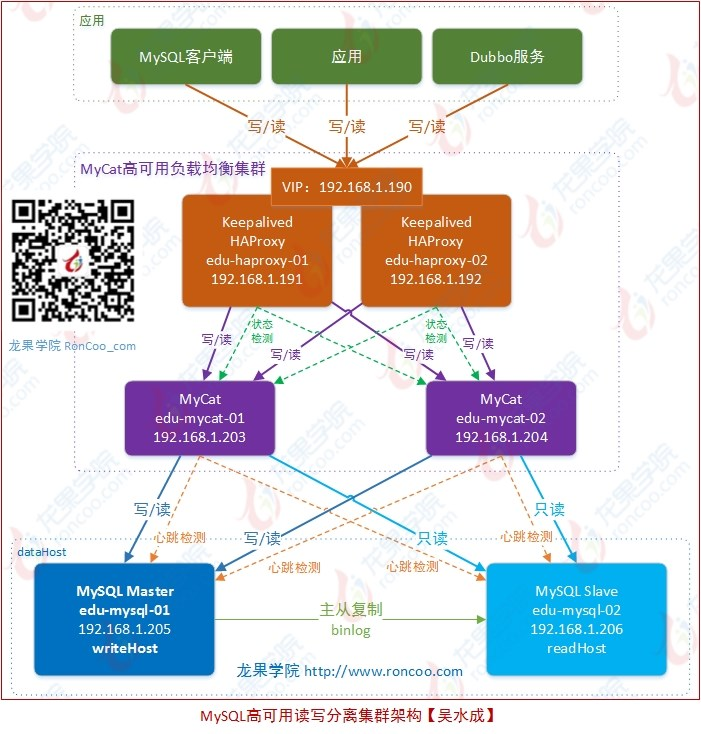 应用
MySQL客户端
应用
Dubbo服务
写/读
写/读
写/读
MyCat高可用负载均衡集群
VIP：192.168.1.190
Keepalived
HAProxy
edu-haproxy-01
192.168.1.191
Keepalived
HAProxy
edu-haproxy-02
192.168.1.192
龙果学院 RonCoo_com
写/读
状态
检测
写/读
写/读
状态
检测
写/读
MyCat
edu-mycat-01
192.168.1.203
MyCat
edu-mycat-02
192.168.1.204
写/读
心跳检测
写/读
心跳检测
只读
心跳检测
心跳检测
只读
dataHost
MySQL Master
edu-mysql-01
192.168.1.205
writeHost
主从复制
binlog
MySQL Slave
edu-mysql-02
192.168.1.206
readHost
龙果学院 http://www.roncoo.com
MySQL高可用读写分离集群架构【吴水成】
龙果学院
roncoo.com